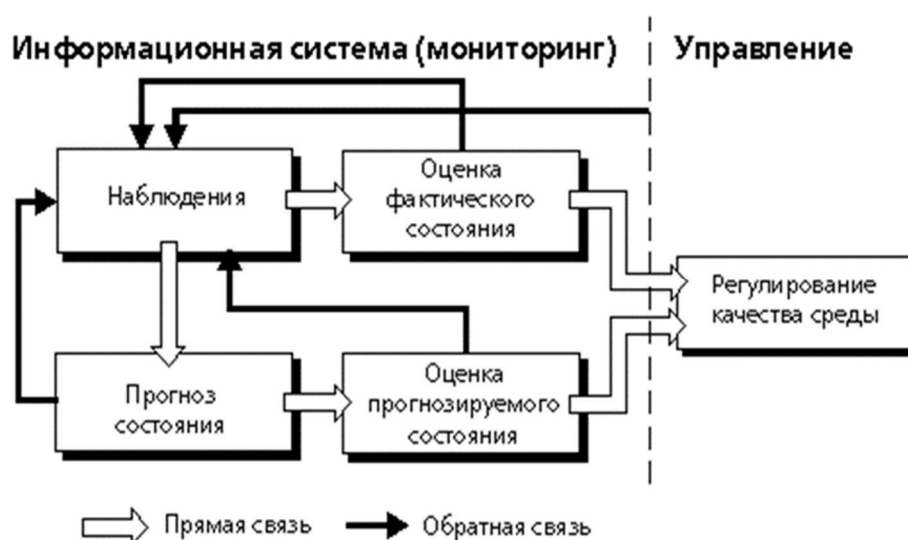 Информационная система (мониторинг)
Управление
Наблюдения
Оценка
фактического
состояния
Регулирование
качества среды
Прогноз
состояния
Оценка
прогнозируемого
состояния
Прямая связь
Обратная связь